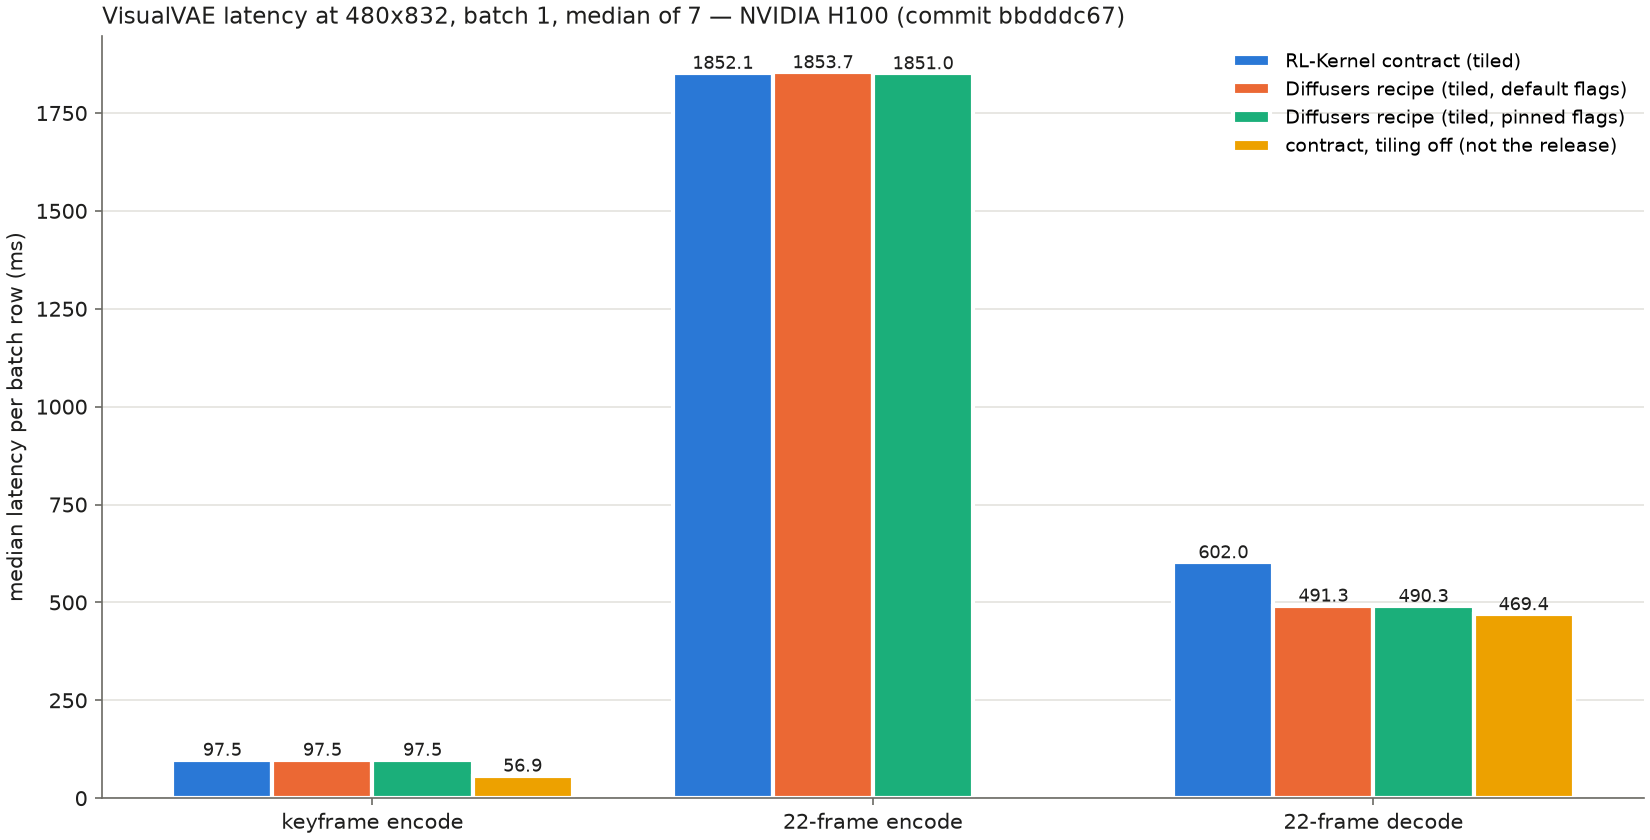 VisualVAE latency at 480x832, batch 1, median of 7 — NVIDIA H100 (commit bbdddc67)
RL-Kernel contract (tiled)
Diffusers recipe (tiled, default flags)
Diffusers recipe (tiled, pinned flags)
contract, tiling off (not the release)
median latency per batch row (ms)
1750
1500
1250
1000
750
500
250
0
97.5
97.5
97.5
56.9
1852.1
1853.7
1851.0
602.0
491.3
490.3
469.4
keyframe encode
22-frame encode
22-frame decode